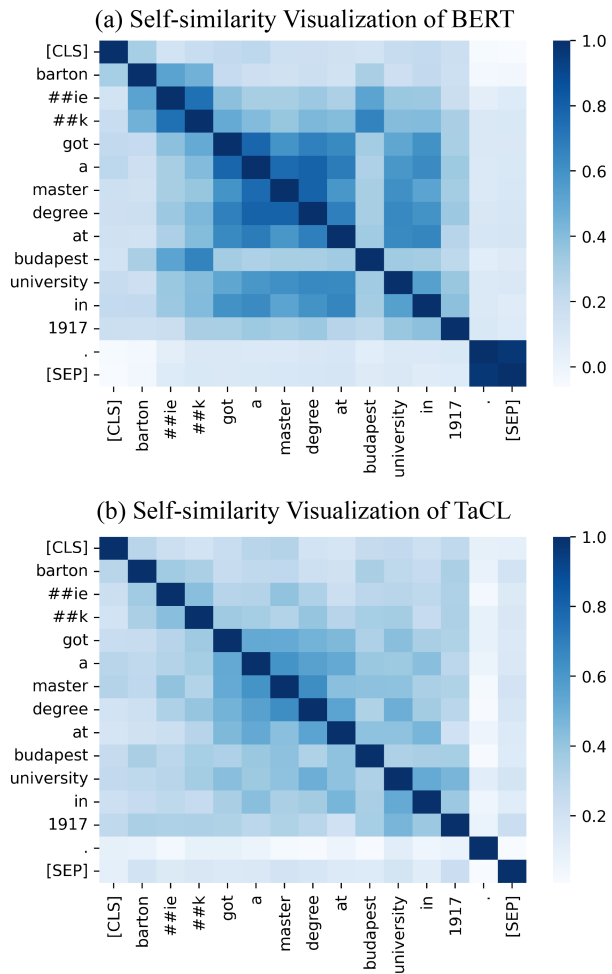 (a) Self-similarity Visualization of BERT
[CLS]
barton
##ie
##k
got
a
master
degree
at
budapest
university
in
1917
.
[SEP]
[CLS]
barton
##ie
##k
got
a
master
degree
at
budapest
university
in
1917
.
[SEP]
1.0
0.8
0.6
0.4
0.2
0.0
(b) Self-similarity Visualization of TaCL
[CLS]
barton
##ie
##k
got
a
master
degree
at
budapest
university
in
1917
.
[SEP]
[CLS]
barton
##ie
##k
got
a
master
degree
at
budapest
university
in
1917
.
[SEP]
1.0
0.8
0.6
0.4
0.2